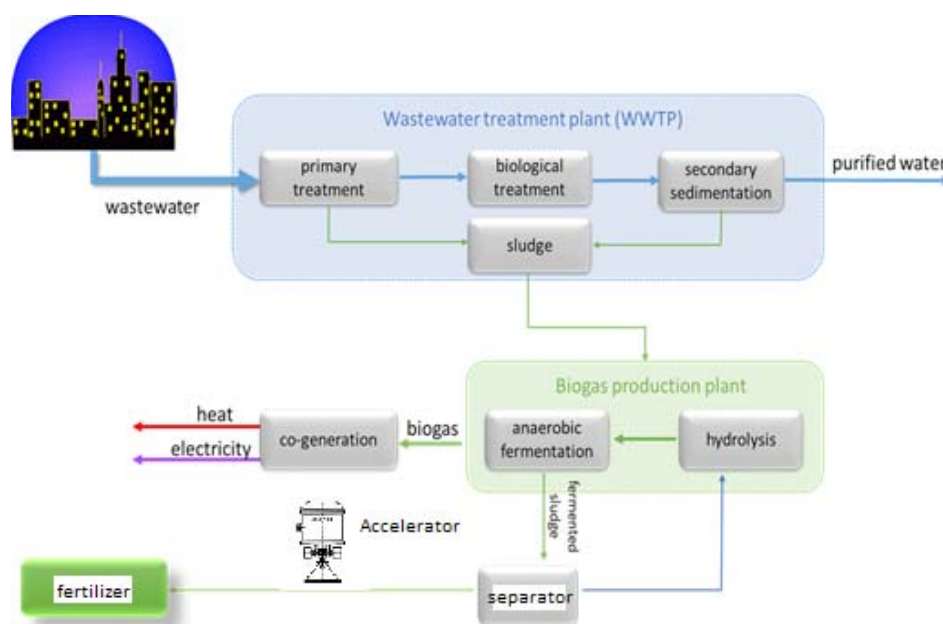 Wastewater treatment plant (WWTP)
primary
treatment
biological
treatment
secondary
sedimentation
purified water
wastewater
sludge
Biogas production plant
heat
electricity
co-generation
biogas
anaerobic
fermentation
hydrolysis
fermented
sludge
Accelerator
fertilizer
separator